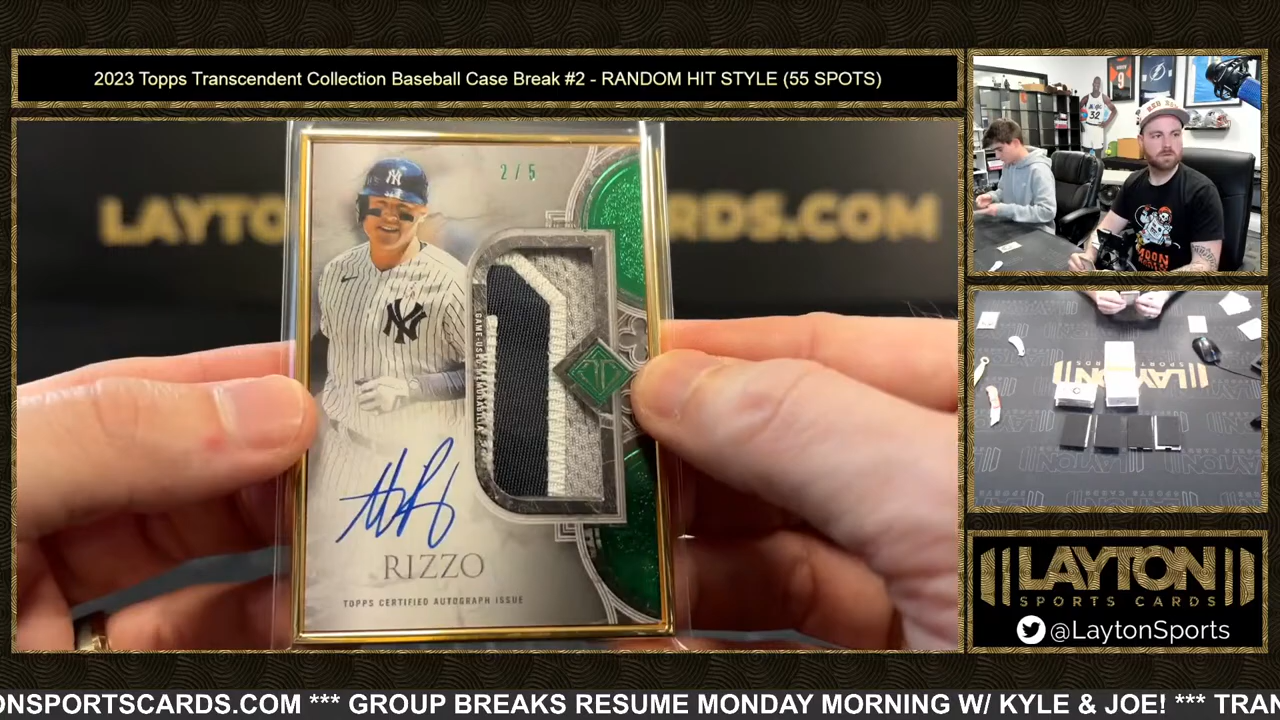 2023 Topps Transcendent Collection Baseball Case Break #2 - RANDOM HIT STYLE (55 SPOTS)
2/5
RIZZO
TOPPS CERTIFIED AUTOGRAPH ISSUE
LAYTON
SPORTS CARDS
@LaytonSports
ONSPORTSCARDS.COM *** GROUP BREAKS RESUME MONDAY MORNING W/ KYLE & JOE! *** TRAN